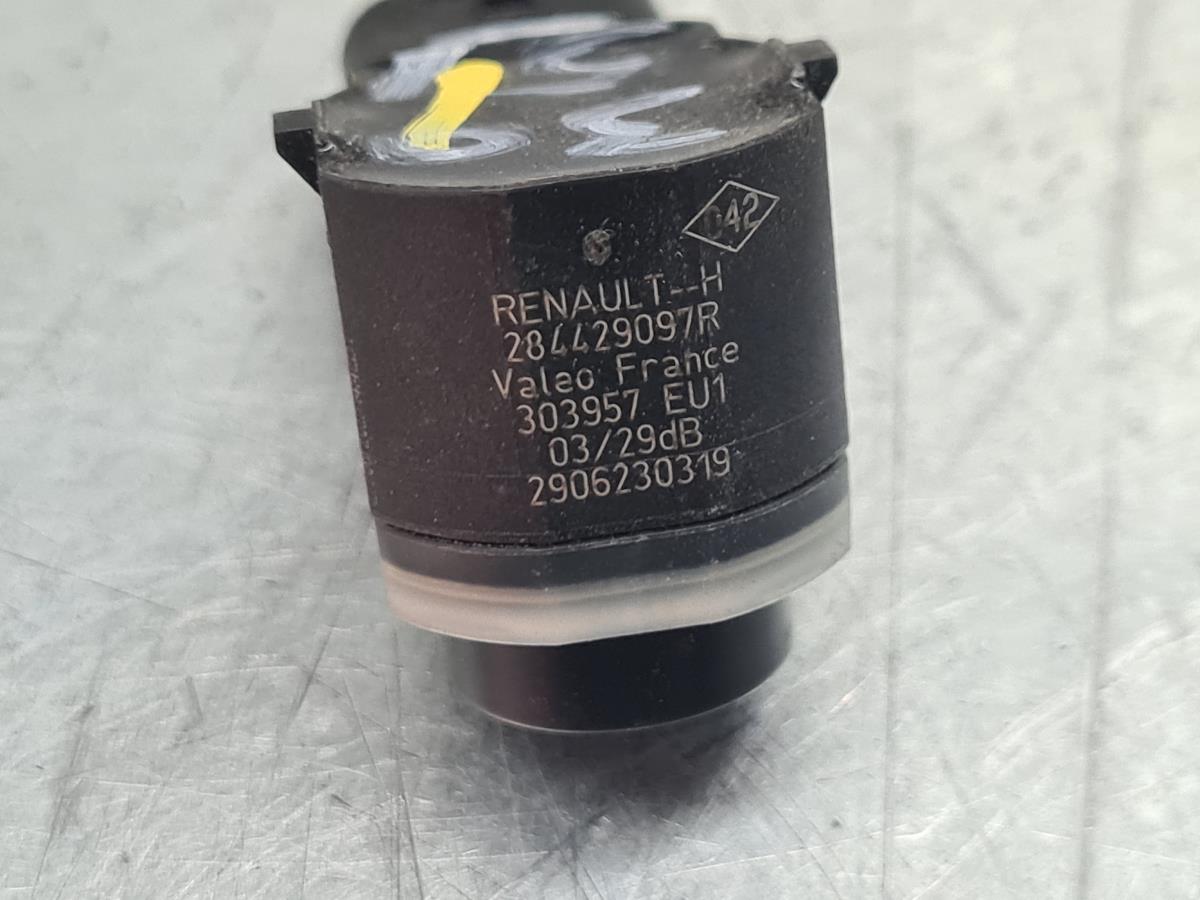 042
RENAULT--H
284429097R
Valeo France
303957 EU1
03/29dB
2906230319